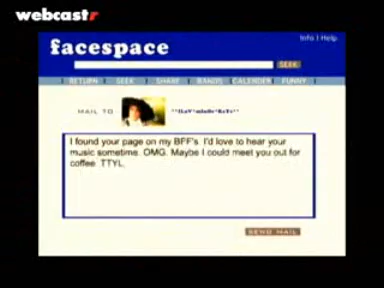 webcastr
Info | Help
facespace
SEEK
RETURN SEEK SHARE BANDS CALENDER FUNNY
MAIL TO
I found your page on my BFF's I'd love to hear your
music sometime. OMG. Maybe I could meet you out for
coffee TTYL.
SEND MAIL